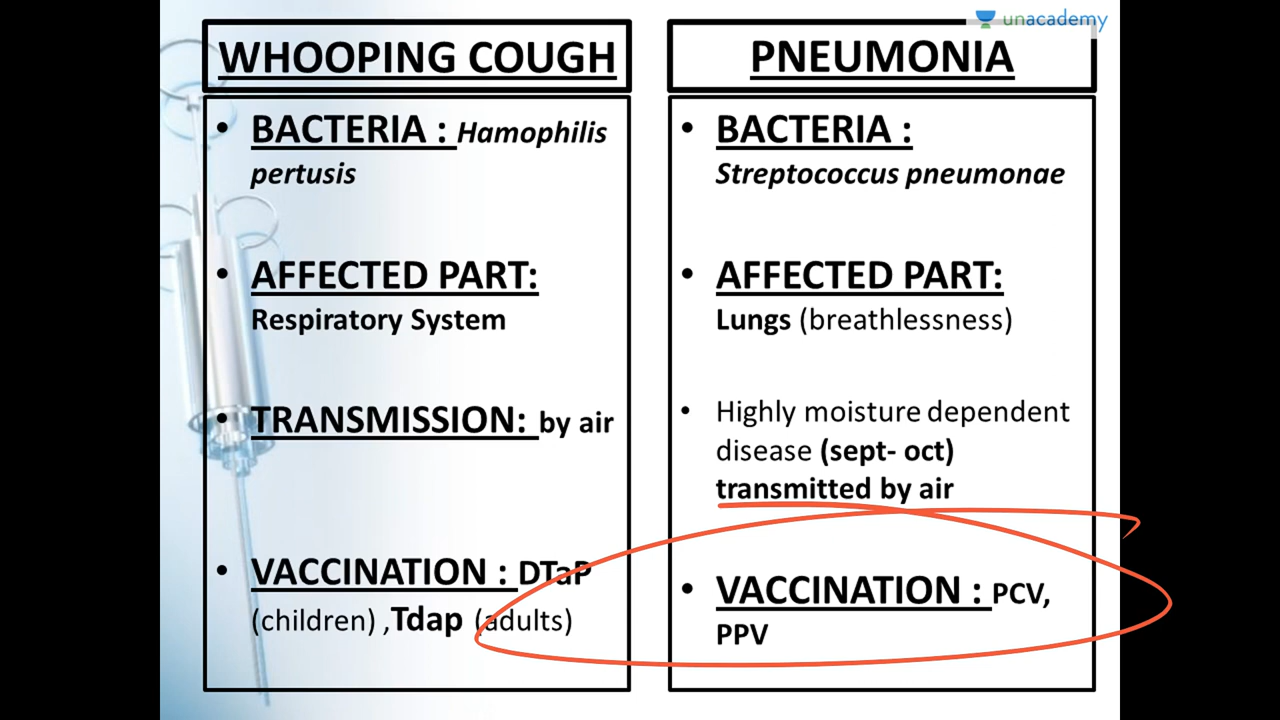 unacademy
WHOOPING COUGH
• BACTERIA : Hamophilis
pertusis
• AFFECTED PART:
Respiratory System
• TRANSMISSION: by air
• VACCINATION : DTaP
(children) ,Tdap (adults)
PNEUMONIA
• BACTERIA :
Streptococcus pneumonae
• AFFECTED PART:
Lungs (breathlessness)
• Highly moisture dependent
disease (sept- oct)
transmitted by air
• VACCINATION : PCV,
PPV